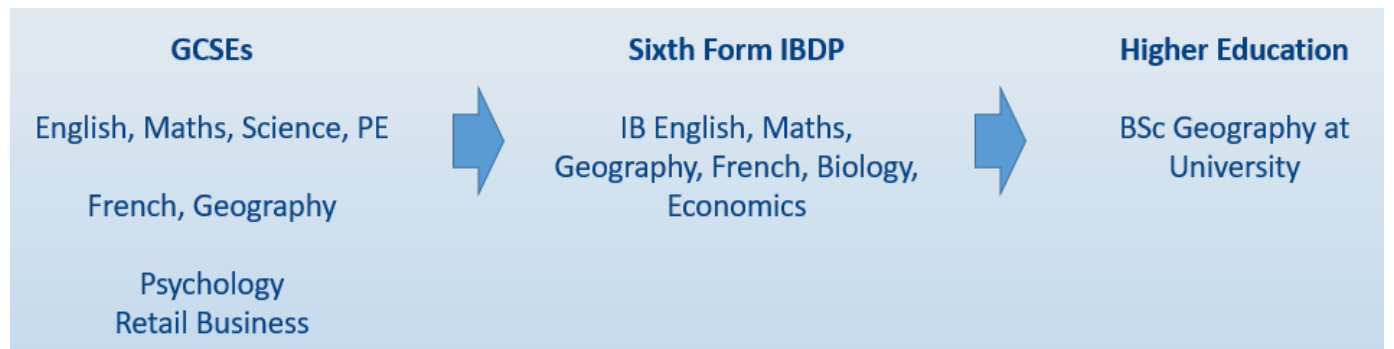 GCSEs
English, Maths, Science, PE
French, Geography
Psychology
Retail Business
Sixth Form IBDP
IB English, Maths,
Geography, French, Biology,
Economics
Higher Education
BSc Geography at
University